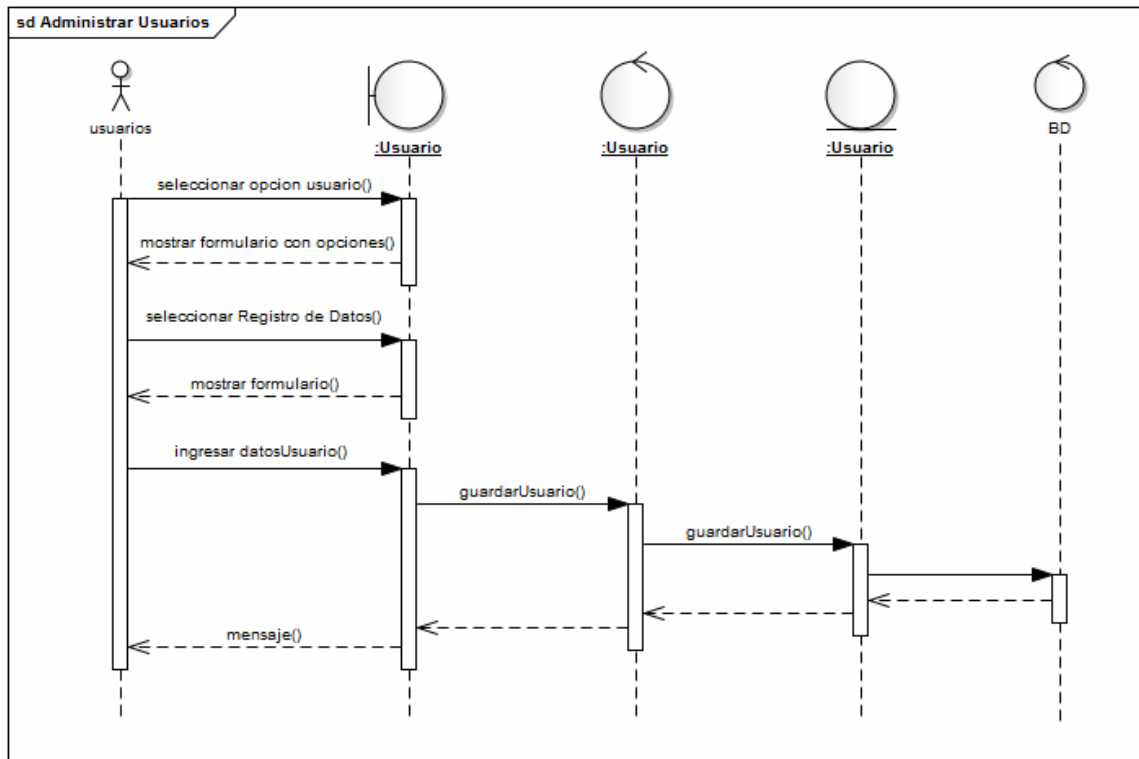 sd Administrar Usuarios
usuarios
:Usuario
:Usuario
:Usuario
BD
seleccionar opcion usuario()
mostrar formulario con opciones()
seleccionar Registro de Datos()
mostrar formulario()
ingresar datosUsuario()
guardarUsuario()
guardarUsuario()
mensaje()